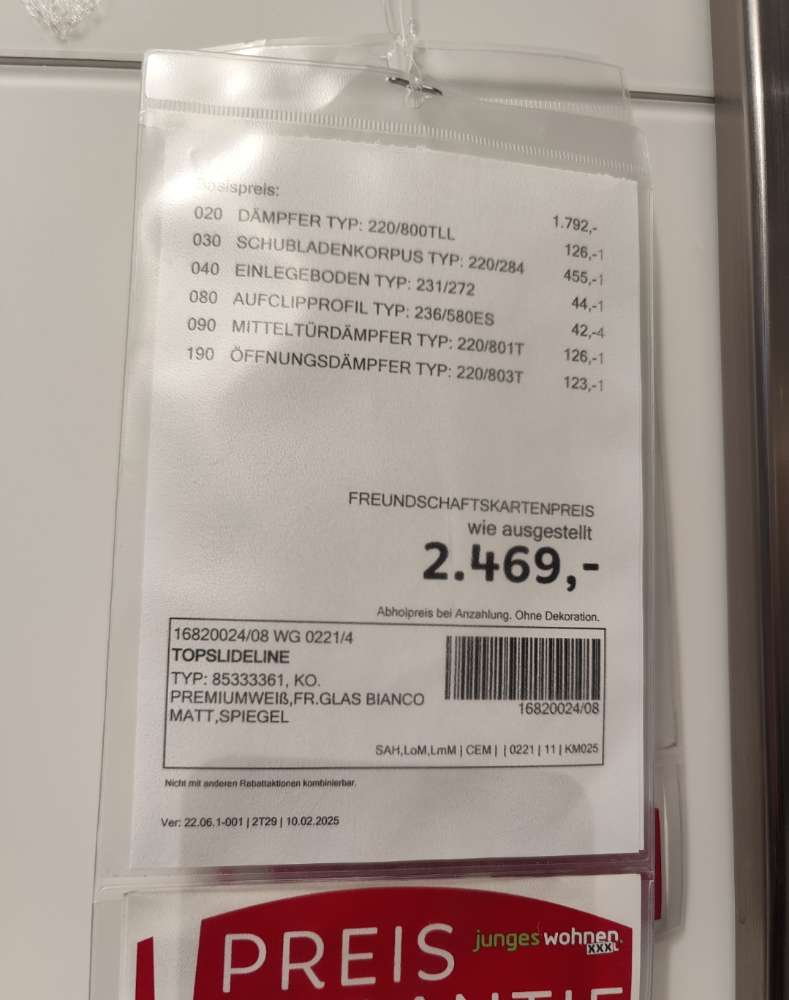 Basispreis: 1.792,-
020 DÄMPFER TYP: 220/800TLL 126,-1
030 SCHUBLADENKORPUS TYP: 220/284 455,-1
040 EINLEGEBODEN TYP: 231/272 44,-1
080 AUFCLIPPROFIL TYP: 236/580ES 42,-4
090 MITTELTÜRDÄMPFER TYP: 220/801T 126,-1
190 ÖFFNUNGSDÄMPFER TYP: 220/803T 123,-1
FREUNDSCHAFTSKARTENPREIS
wie ausgestellt
2.469,-
Abholpreis bei Anzahlung. Ohne Dekoration.
16820024/08 WG 0221/4
TOPSLIDELINE
TYP: 85333361, KO.
PREMIUMWEIß,FR.GLAS BIANCO
MATT,SPIEGEL
16820024/08
SAH,LoM,LmM | CEM | | 0221 | 11 | KM025
Nicht mit anderen Rabattaktionen kombinierbar.
Ver: 22.06.1-001 | 2T29 | 10.02.2025
PREIS junges wohnen. XXXL